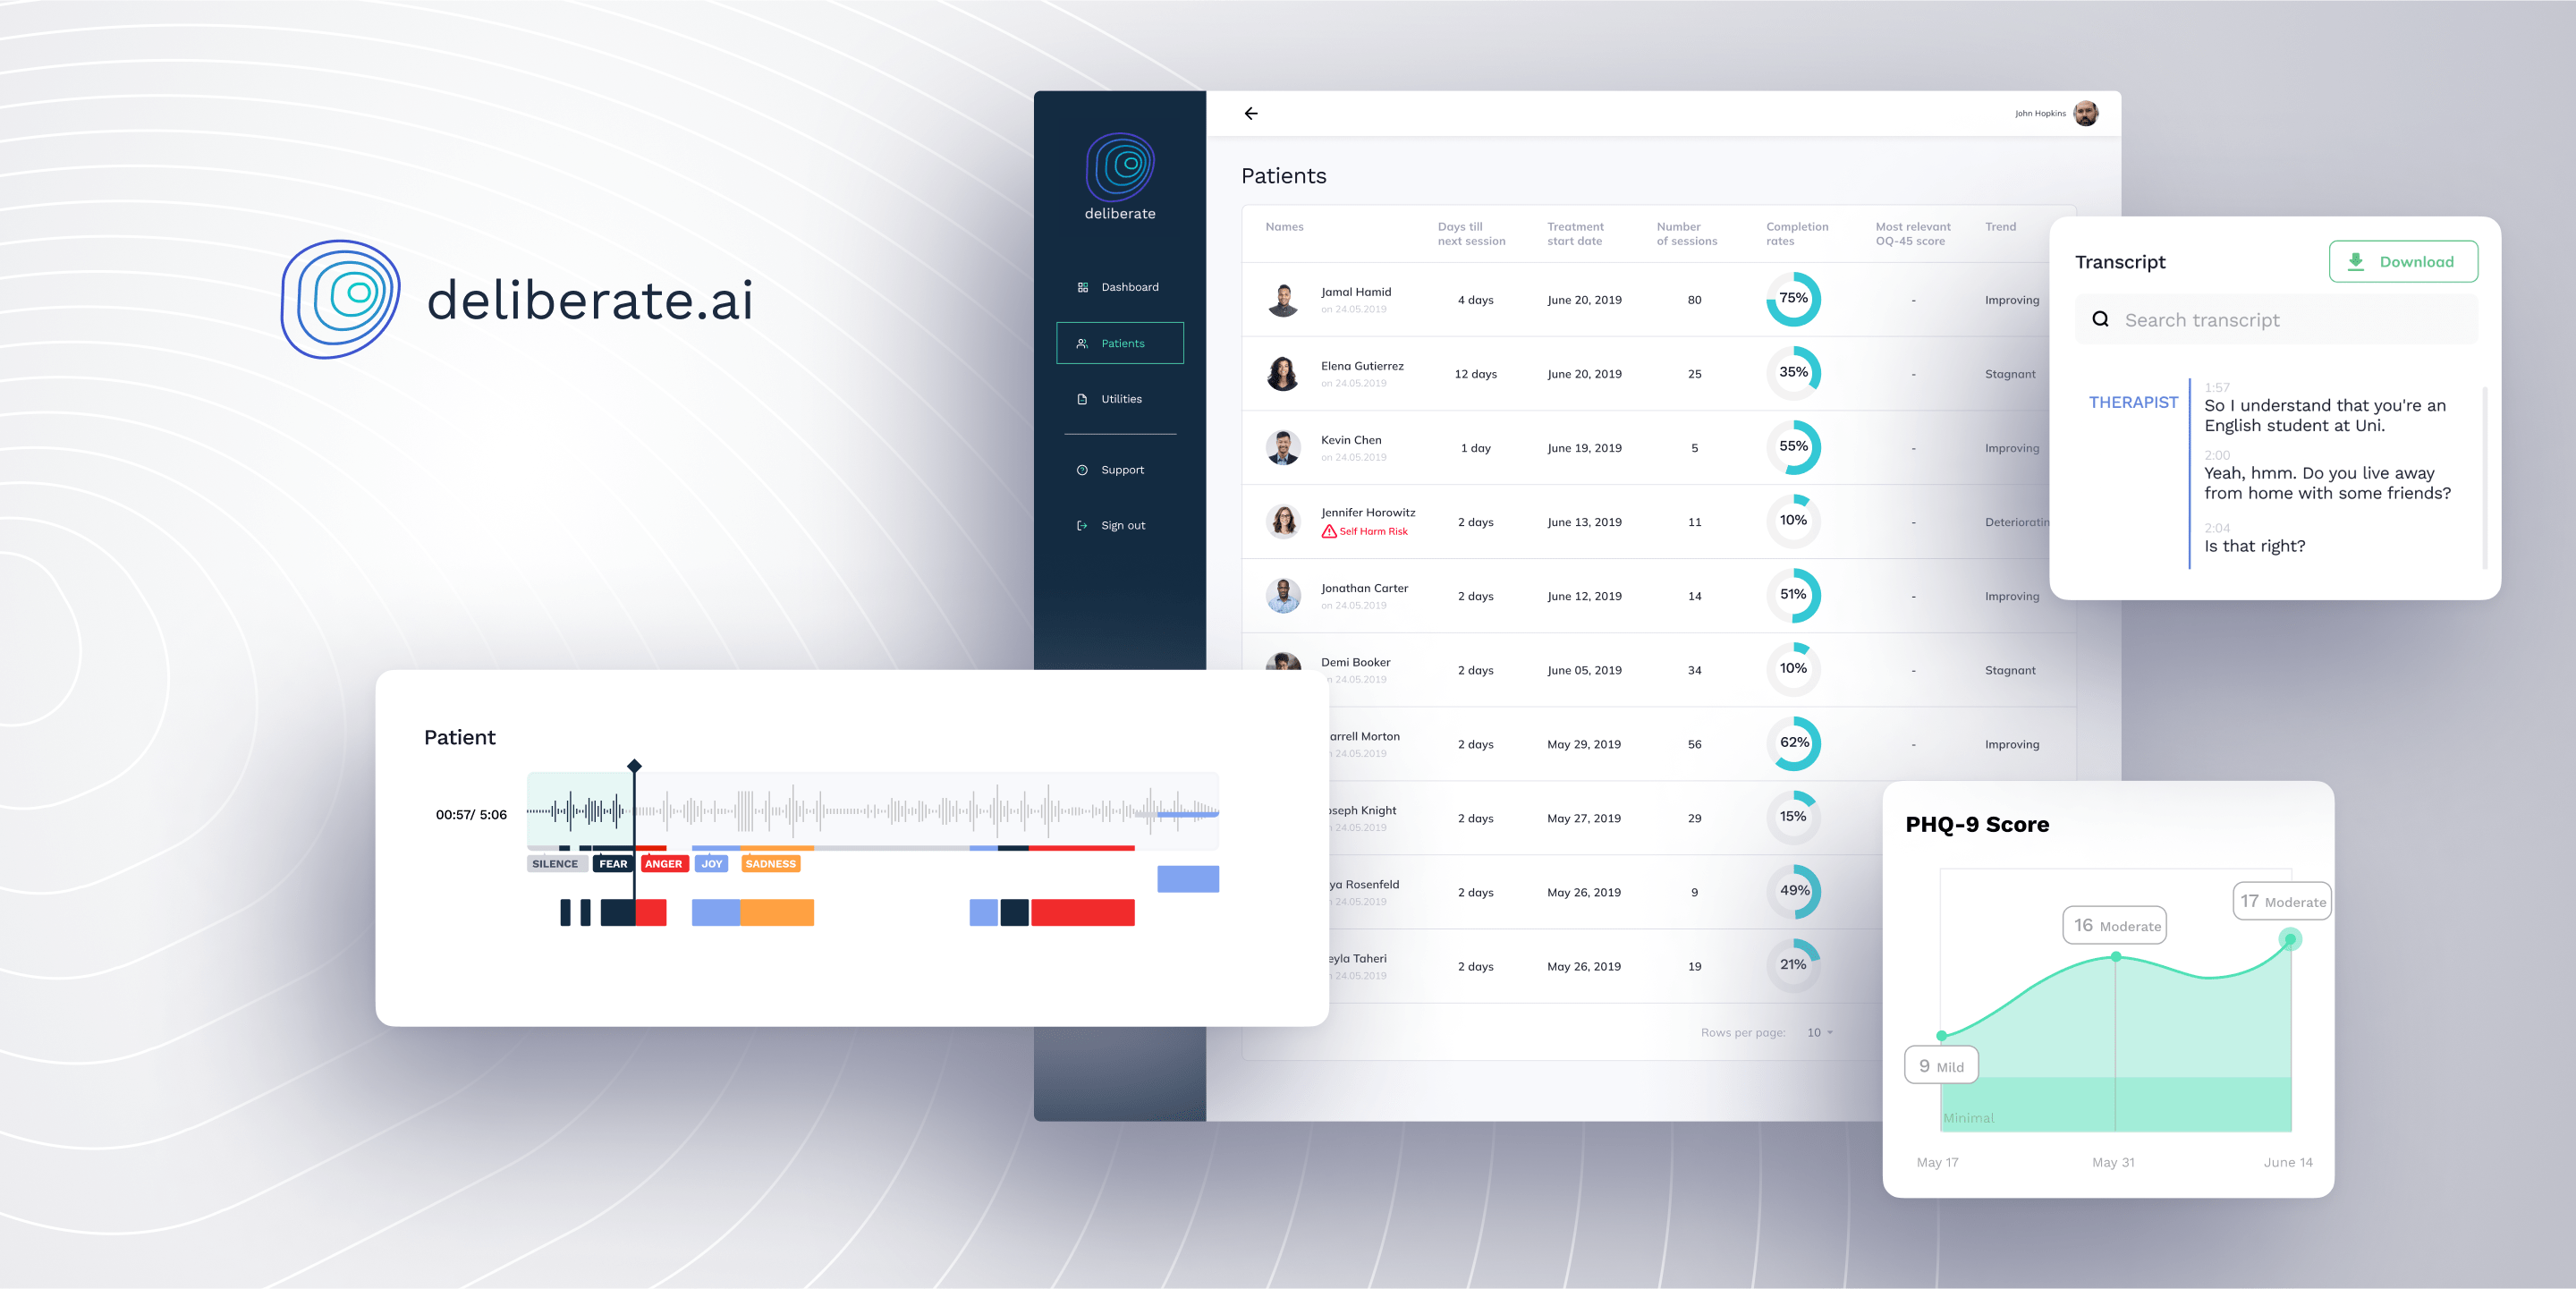 deliberate.ai
deliberate
Dashboard
Patients
Utilities
Support
Sign out
John Hopkins
Patients
Names Days till next session Treatment start date Number of sessions Completion rates Most relevant OQ-45 score Trend
Jamal Hamid 4 days June 20, 2019 80 75% - Improving
on 24.05.2019
Elena Gutierrez 12 days June 20, 2019 25 35% - Stagnant
on 24.05.2019
Kevin Chen 1 day June 19, 2019 5 55% - Improving
on 24.05.2019
Jennifer Horowitz 2 days June 13, 2019 11 10% - Deterioratin
Self Harm Risk
Jonathan Carter 2 days June 12, 2019 14 51% - Improving
on 24.05.2019
Demi Booker 2 days June 05, 2019 34 10% - Stagnant
n 24.05.2019
arrell Morton 2 days May 29, 2019 56 62% - Improving
n 24.05.2019
oseph Knight 2 days May 27, 2019 29 15%
n 24.05.2019
ya Rosenfeld 2 days May 26, 2019 9 49%
n 24.05.2019
eyla Taheri 2 days May 26, 2019 19 21%
n 24.05.2019
Rows per page: 10
Transcript
Download
Search transcript
THERAPIST
1:57
So I understand that you're an
English student at Uni.
2:00
Yeah, hmm. Do you live away
from home with some friends?
2:04
Is that right?
Patient
00:57/ 5:06
SILENCE FEAR ANGER JOY SADNESS
PHQ-9 Score
17 Moderate
16 Moderate
9 Mild
Minimal
May 17 May 31 June 14